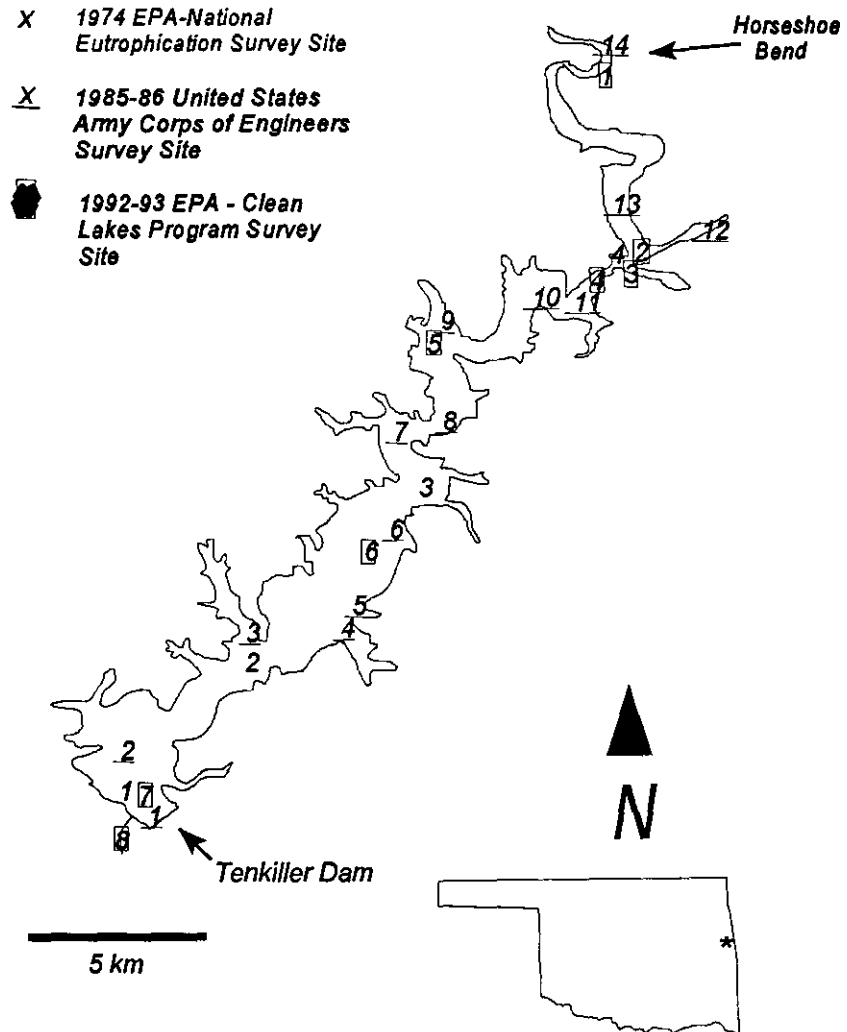 X 1974 EPA-National
Eutrophication Survey Site
X 1985-86 United States
Army Corps of Engineers
Survey Site
1992-93 EPA - Clean
Lakes Program Survey
Site
Horseshoe
Bend
14
1
13
12
4
2
3
4
11
10
9
5
8
7
3
6
6
5
4
3
2
2
1
7
1
8
Tenkiller Dam
N
5 km
*